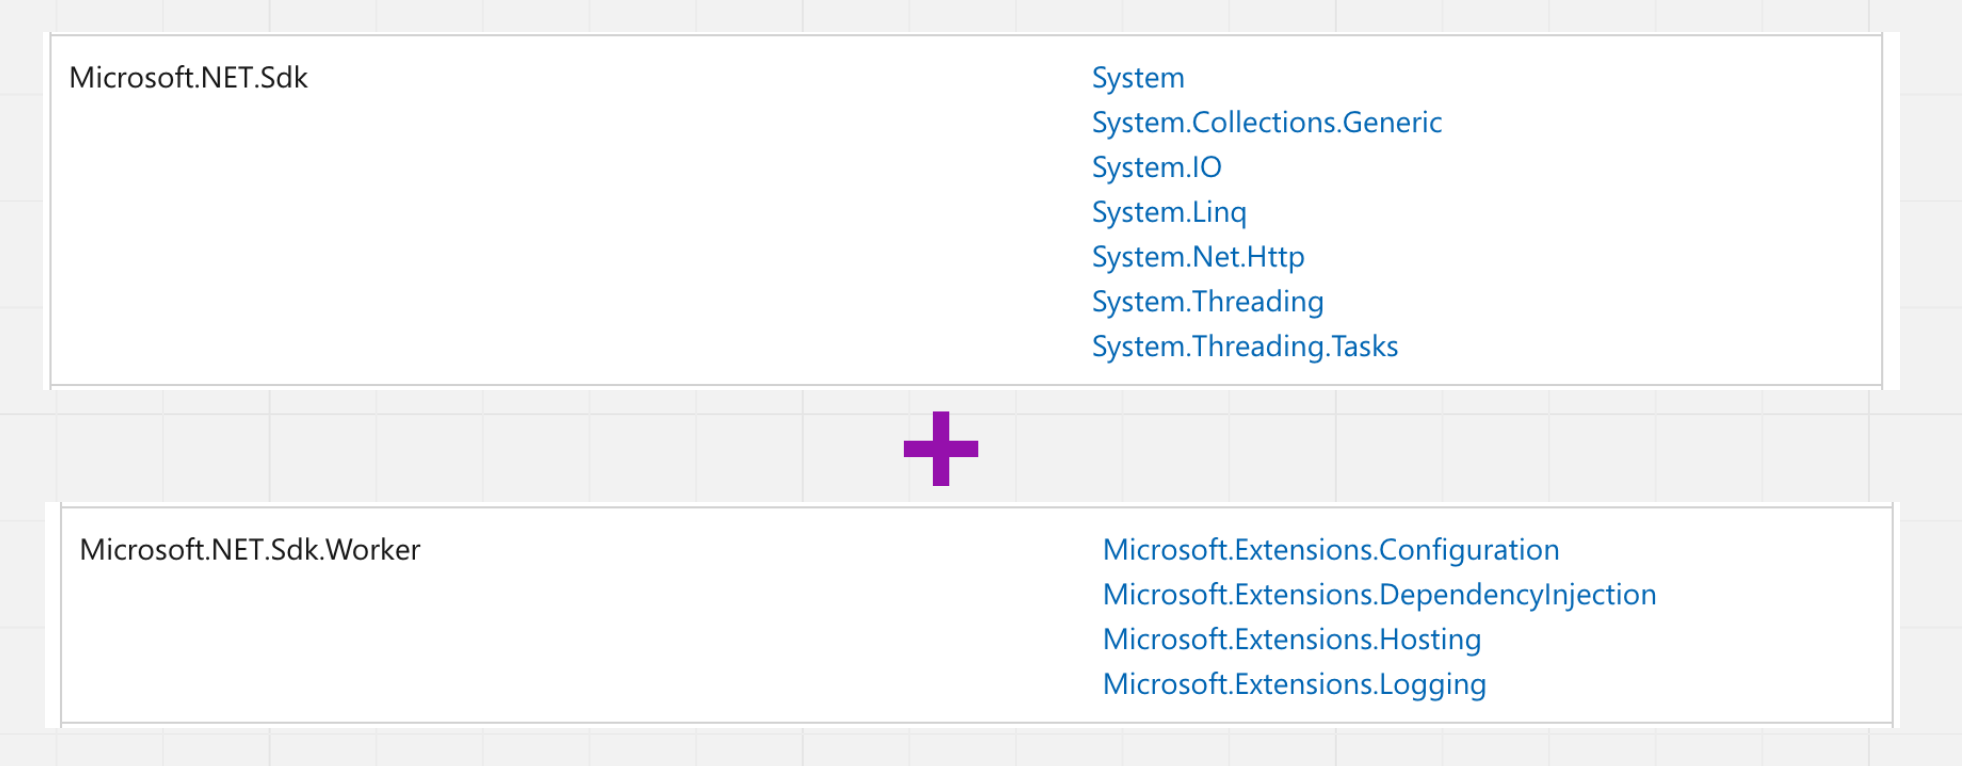 Microsoft.NET.Sdk
System
System.Collections.Generic
System.IO
System.Linq
System.Net.Http
System.Threading
System.Threading.Tasks
Microsoft.NET.Sdk.Worker
Microsoft.Extensions.Configuration
Microsoft.Extensions.DependencyInjection
Microsoft.Extensions.Hosting
Microsoft.Extensions.Logging